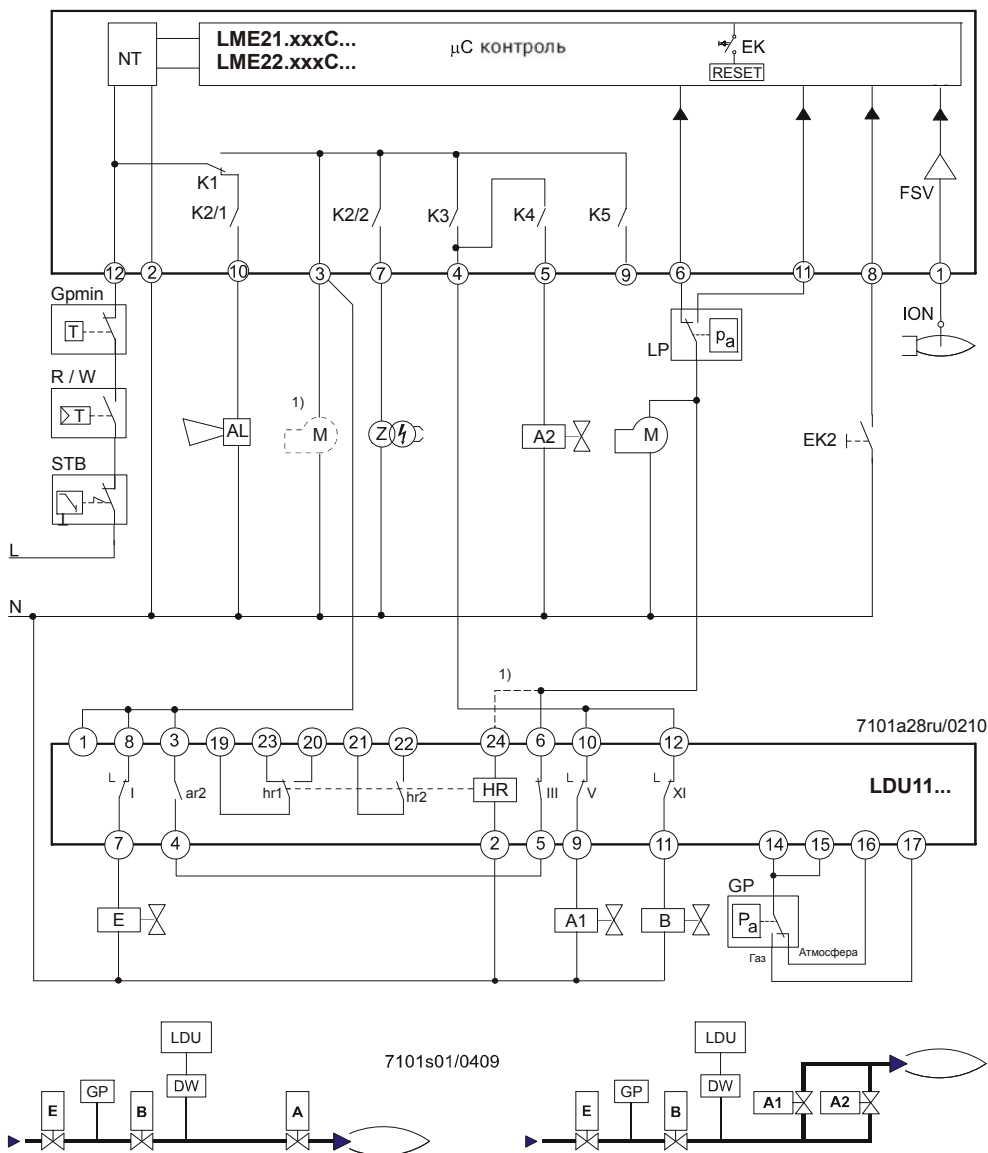 NT
LME21.xxxC...
LME22.xxxC...
µC контроль
EK
RESET
FSV
K1
K2/1
K2/2
K3
K4
K5
12
2
10
3
7
4
5
9
6
11
8
1
Gpmin
T
R / W
T
STB
L
N
AL
1)
M
Z
A2
LP
pa
M
ION
EK2
1)
7101a28ru/0210
1
8
3
19
23
20
21
22
24
6
10
12
I
ar2
hr1
hr2
HR
III
V
XI
LDU11...
7
4
2
5
9
11
14
15
16
17
E
A1
B
GP
Pa
Газ
Атмосфера
7101s01/0409
E
GP
B
LDU
DW
A
E
GP
B
LDU
DW
A1
A2